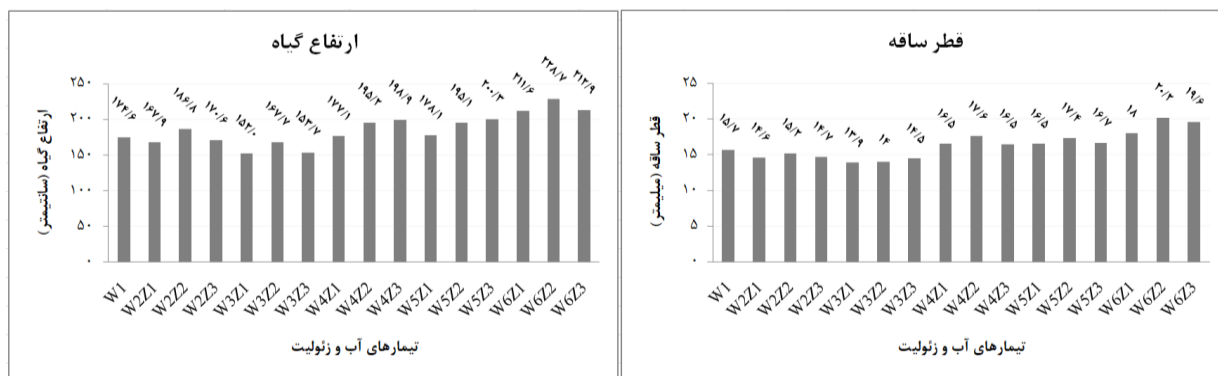 ارتفاع گیاه
ارتفاع گیاه (سانتیمتر)
۲۵۰
۲۰۰
۱۵۰
۱۰۰
۵۰
۰
۱۷۴/۶
۱۶۷/۹
۱۸۶/۸
۱۷۰/۶
۱۵۲/۰
۱۶۷/۷
۱۵۳/۷
۱۷۷/۱
۱۹۵/۲
۱۹۸/۹
۱۷۸/۱
۱۹۵/۱
۲۰۰/۳
۲۱۱/۶
۲۲۸/۷
۲۱۲/۹
W1
W2Z1
W2Z2
W2Z3
W3Z1
W3Z2
W3Z3
W4Z1
W4Z2
W4Z3
W5Z1
W5Z2
W5Z3
W6Z1
W6Z2
W6Z3
تیمارهای آب و زئولیت
قطر ساقه
قطر ساقه (میلیمتر)
۲۵
۲۰
۱۵
۱۰
۵
۰
۱۵/۷
۱۴/۶
۱۵/۲
۱۴/۷
۱۳/۹
۱۴
۱۴/۵
۱۶/۵
۱۷/۶
۱۶/۵
۱۶/۵
۱۷/۴
۱۶/۷
۱۸
۲۰/۲
۱۹/۶
W1
W2Z1
W2Z2
W2Z3
W3Z1
W3Z2
W3Z3
W4Z1
W4Z2
W4Z3
W5Z1
W5Z2
W5Z3
W6Z1
W6Z2
W6Z3
تیمارهای آب و زئولیت